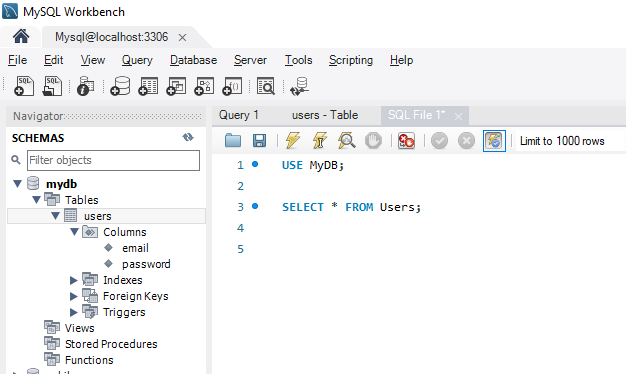 MySQL Workbench
Mysql@localhost:3306
File Edit View Query Database Server Tools Scripting Help
Navigator
SCHEMAS
Filter objects
mydb
Tables
users
Columns
email
password
Indexes
Foreign Keys
Triggers
Views
Stored Procedures
Functions
Query 1 users - Table SQL File 1*
Limit to 1000 rows
1 USE MyDB;
2
3 SELECT * FROM Users;
4
5